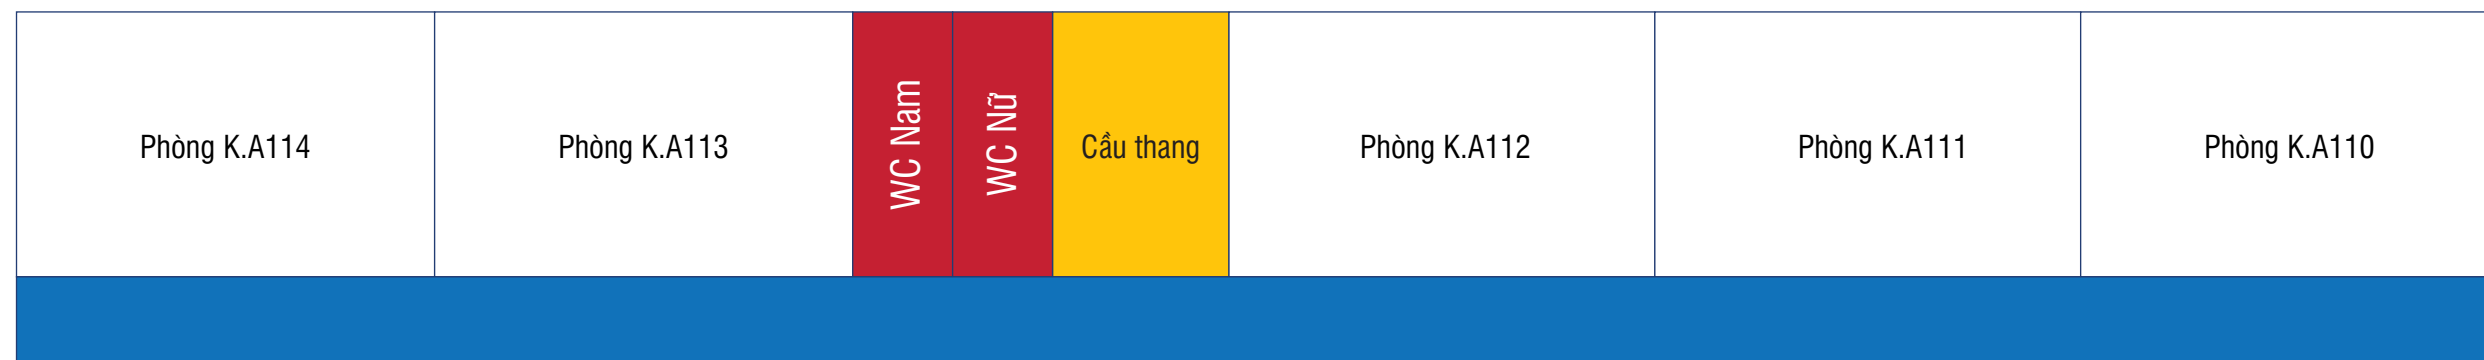 Phòng K.A114
Phòng K.A113
WC Nam
WC Nữ
Cầu thang
Phòng K.A112
Phòng K.A111
Phòng K.A110